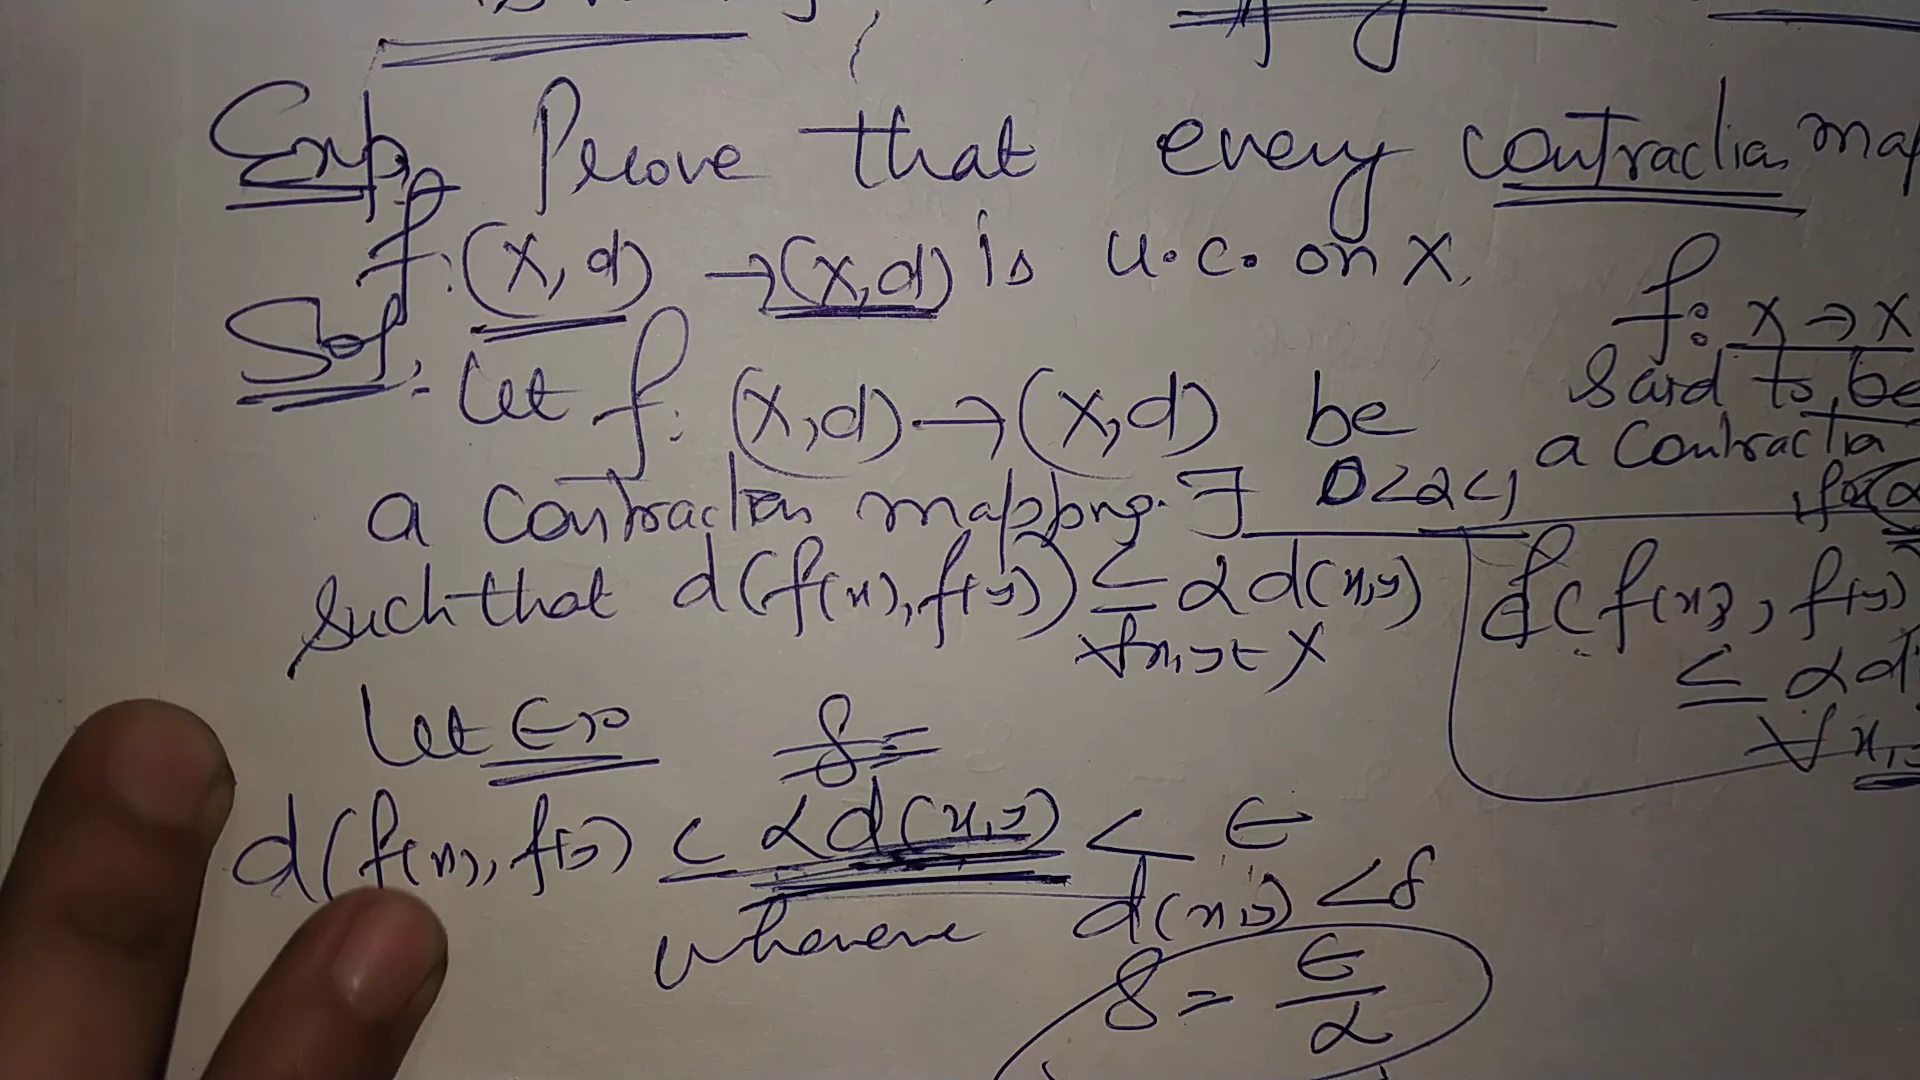 Exp. Prove that every contraction
f: (X, d) → (X, d) is u.c. on X.
Sol:- Let f: (X, d) → (X, d) be
a contraction mapping. ∃ 0<α<1
such that d(f(x), f(y)) ≤ α d(x,y)
∀ x, y ∈ X
Let ε>0 δ=
d(f(x), f(y)) ≤ α d(x,y) < ε
whenever d(x,y) < δ
δ = ε/α
f: X → X
said to be
a contraction
if α
d(f(x), f(y))
≤ α d
∀ x, y